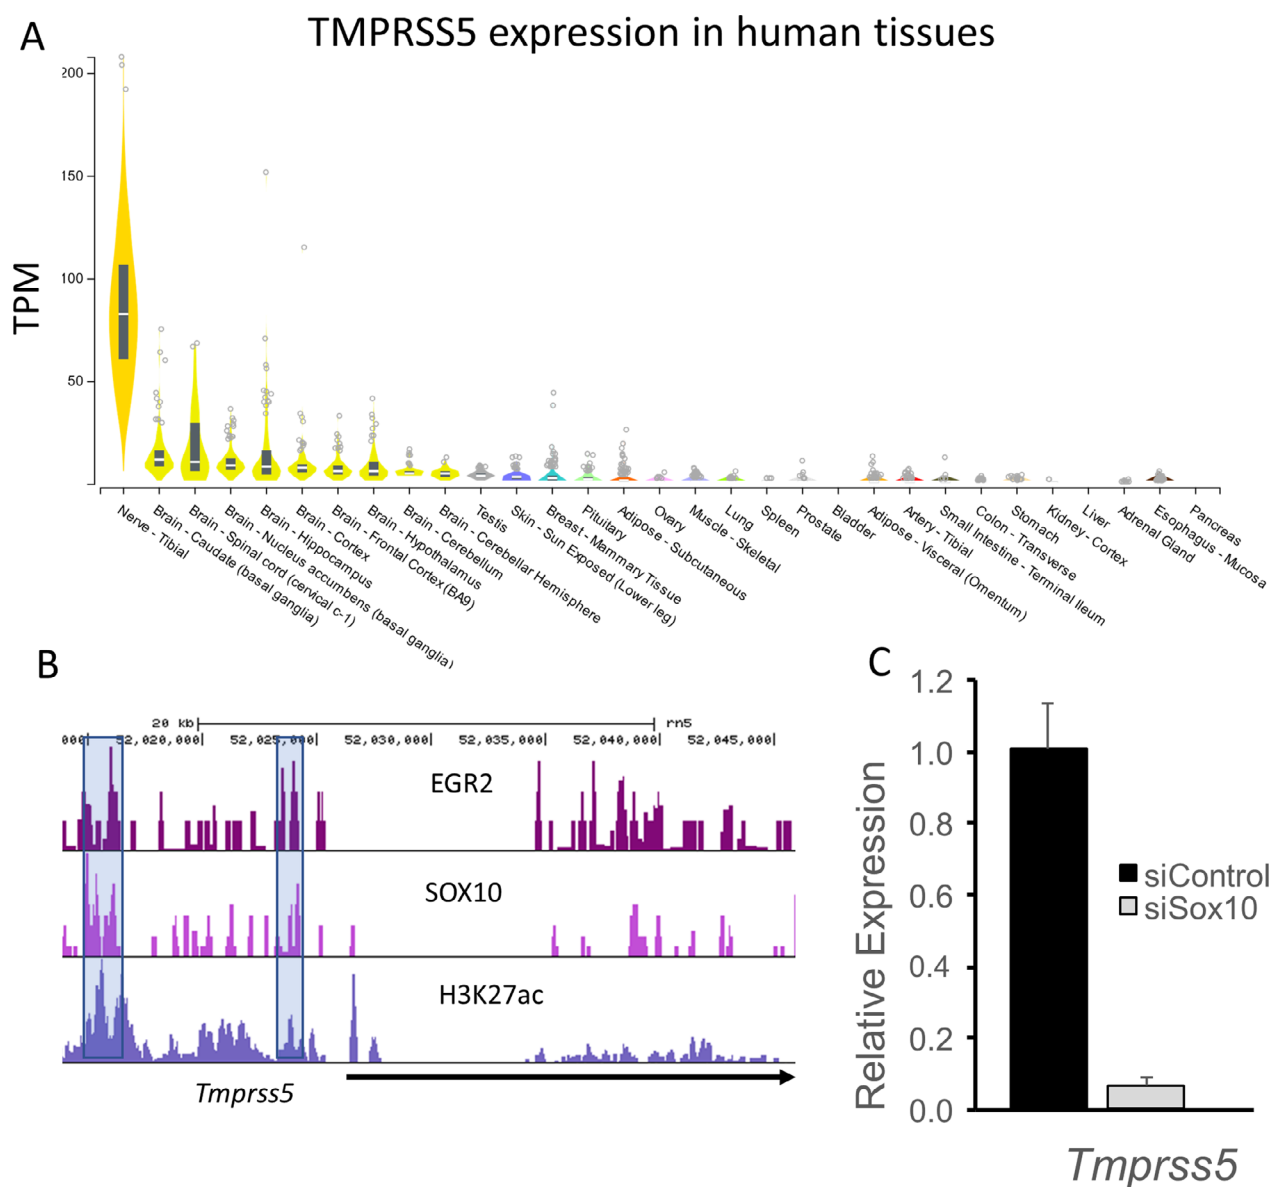 A
TMPRSS5 expression in human tissues
TPM
200
150
100
50
Nerve - Tibial
Brain - Caudate (basal ganglia)
Brain - Spinal cord (cervical c-1)
Brain - Nucleus accumbens (basal ganglia)
Brain - Hippocampus
Brain - Cortex
Brain - Frontal Cortex (BA9)
Brain - Hypothalamus
Brain - Cerebellum
Brain - Cerebellar Hemisphere
Testis
Skin - Sun Exposed (Lower leg)
Breast - Mammary Tissue
Pituitary
Adipose - Subcutaneous
Ovary
Muscle - Skeletal
Lung
Spleen
Prostate
Bladder
Adipose - Visceral (Omentum)
Artery - Tibial
Small Intestine - Terminal Ileum
Colon - Transverse
Stomach
Kidney - Cortex
Liver
Adrenal Gland
Esophagus - Mucosa
Pancreas
B
20 kb rn5
000 52,020,000 52,025,000 52,030,000 52,035,000 52,040,000 52,045,000
EGR2
SOX10
H3K27ac
Tmprss5
C
Relative Expression
1.2
1.0
0.8
0.6
0.4
0.2
0.0
siControl
siSox10
Tmprss5